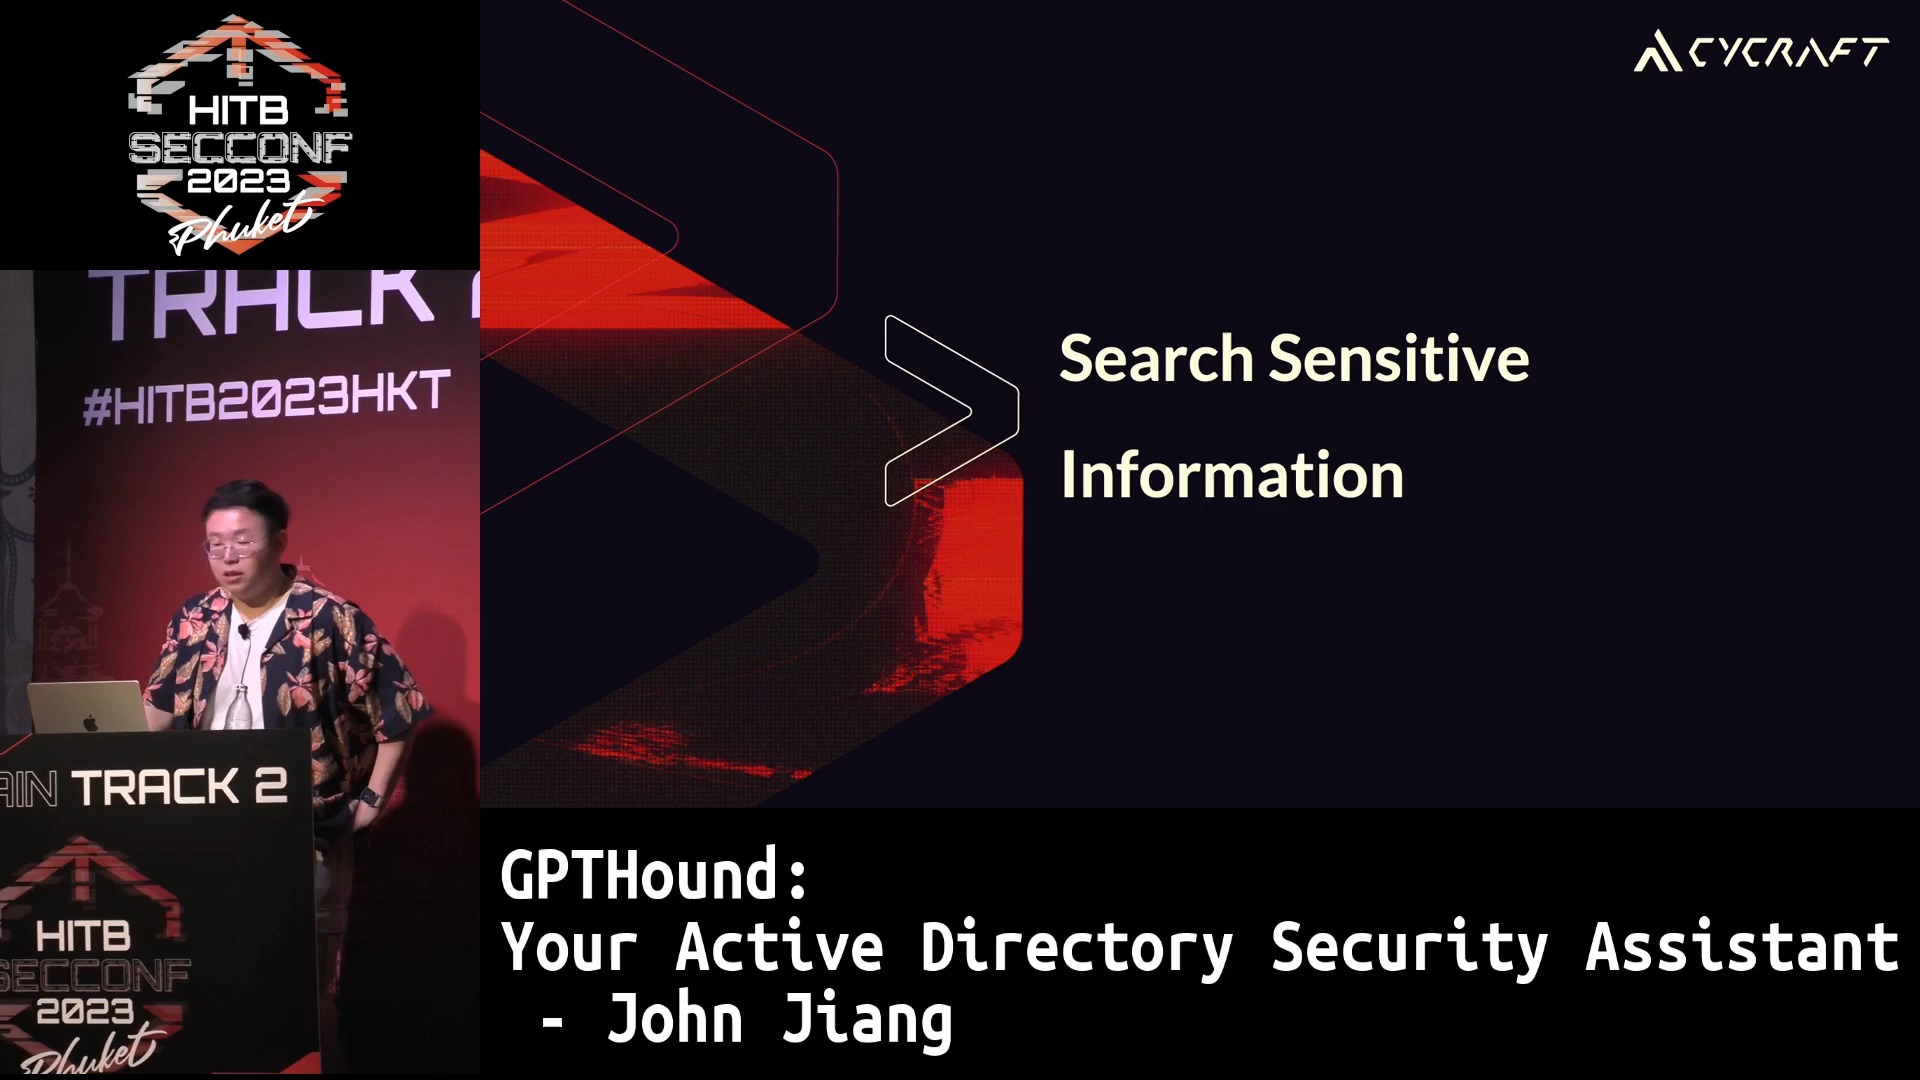 HITB
SECCONF
2023
Phuket
TRACK
#HITB2023HKT
AIN TRACK 2
HITB
SECCONF
2023
Phuket
CYCRAFT
Search Sensitive
Information
GPTHound:
Your Active Directory Security Assistant
- John Jiang